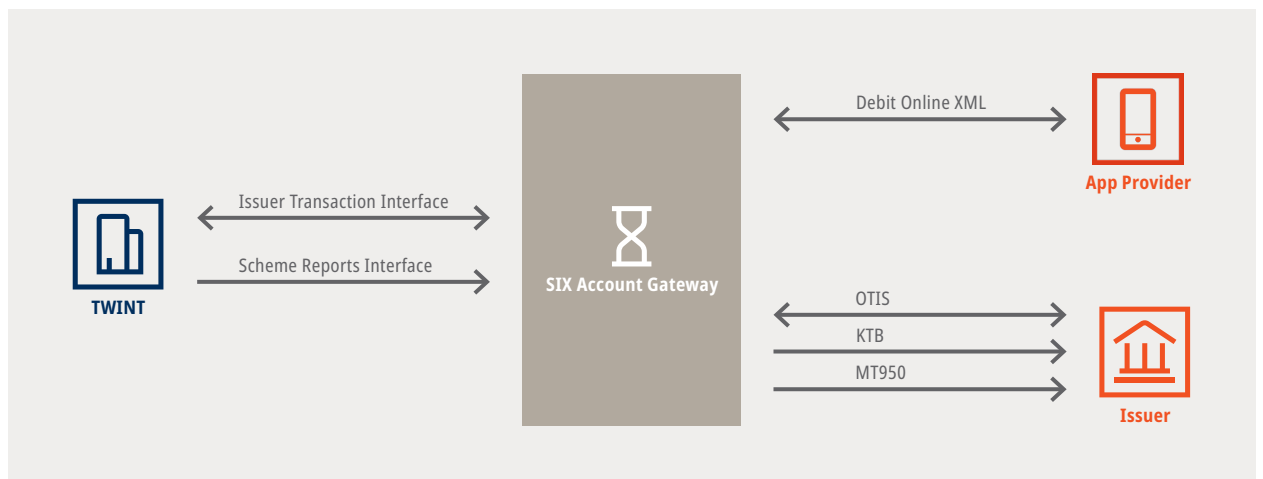 Debit Online XML
App Provider
Issuer Transaction Interface
Scheme Reports Interface
TWINT
SIX Account Gateway
OTIS
KTB
MT950
Issuer